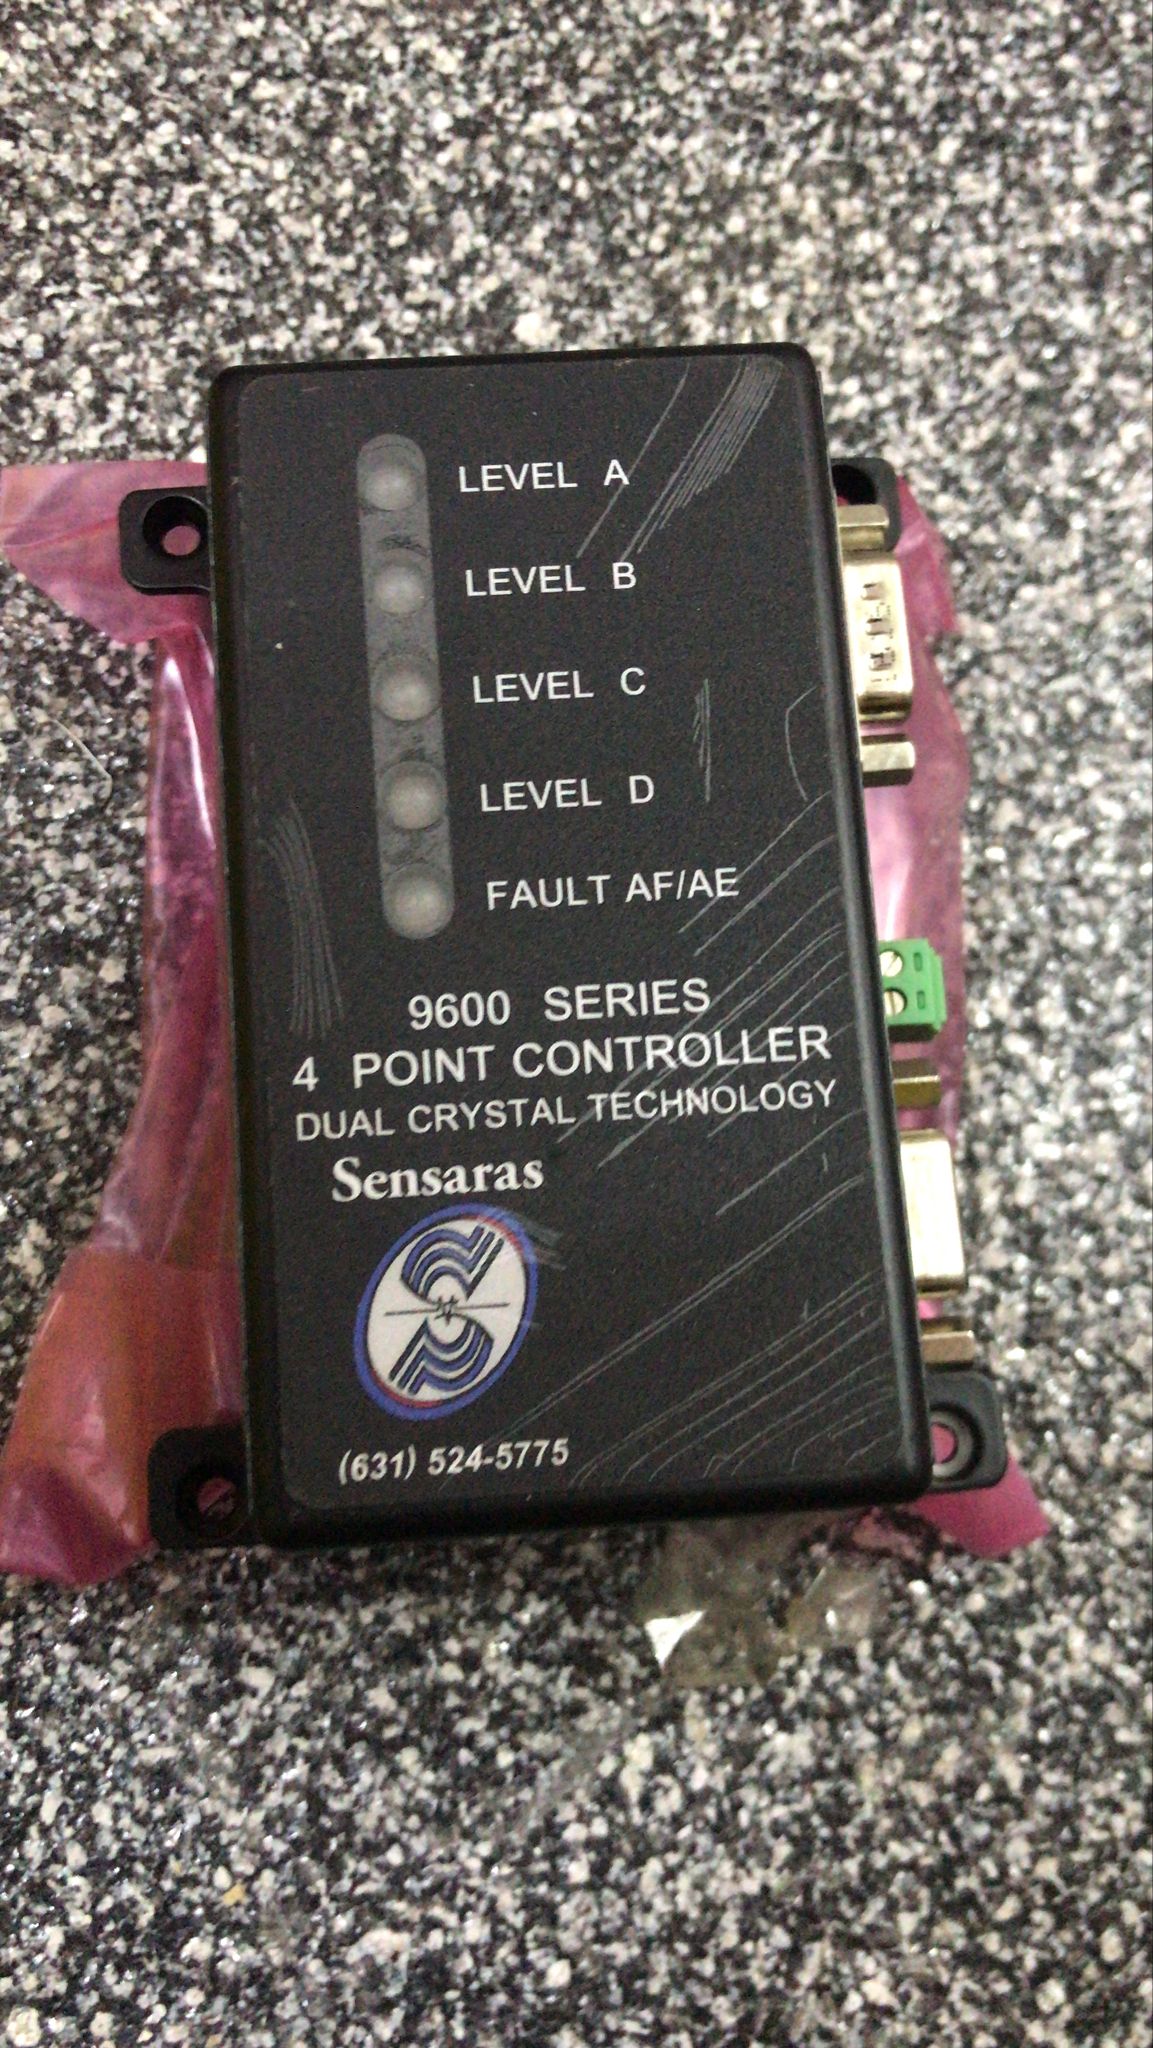 LEVEL A
LEVEL B
LEVEL C
LEVEL D
FAULT AF/AE
9600 SERIES
4 POINT CONTROLLER
DUAL CRYSTAL TECHNOLOGY
Sensaras
(631) 524-5775